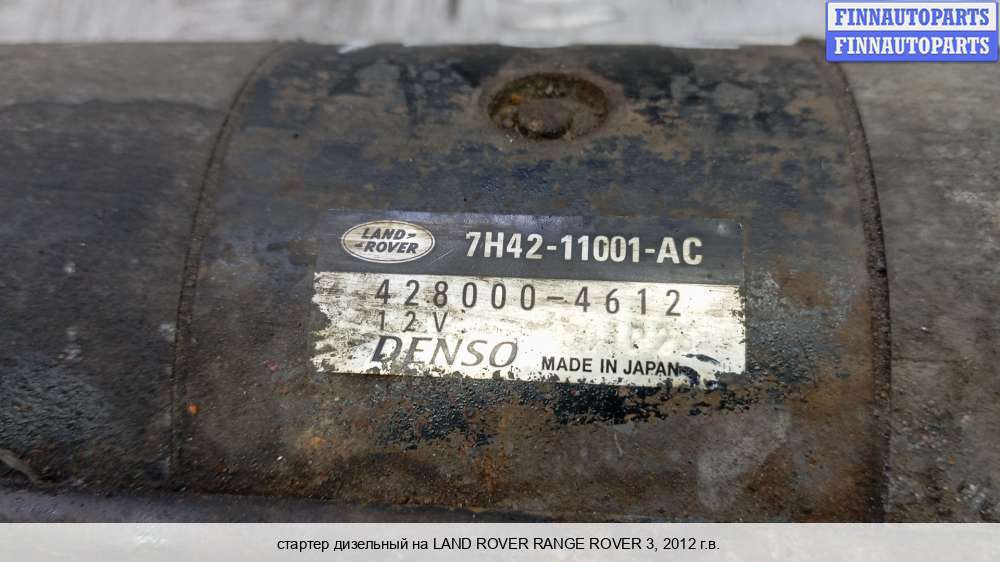 FINNAUTOPARTS
FINNAUTOPARTS
LAND-
-ROVER
7H42-11001-AC
428000-4612
12V
DENSO MADE IN JAPAN
стартер дизельный на LAND ROVER RANGE ROVER 3, 2012 г.в.